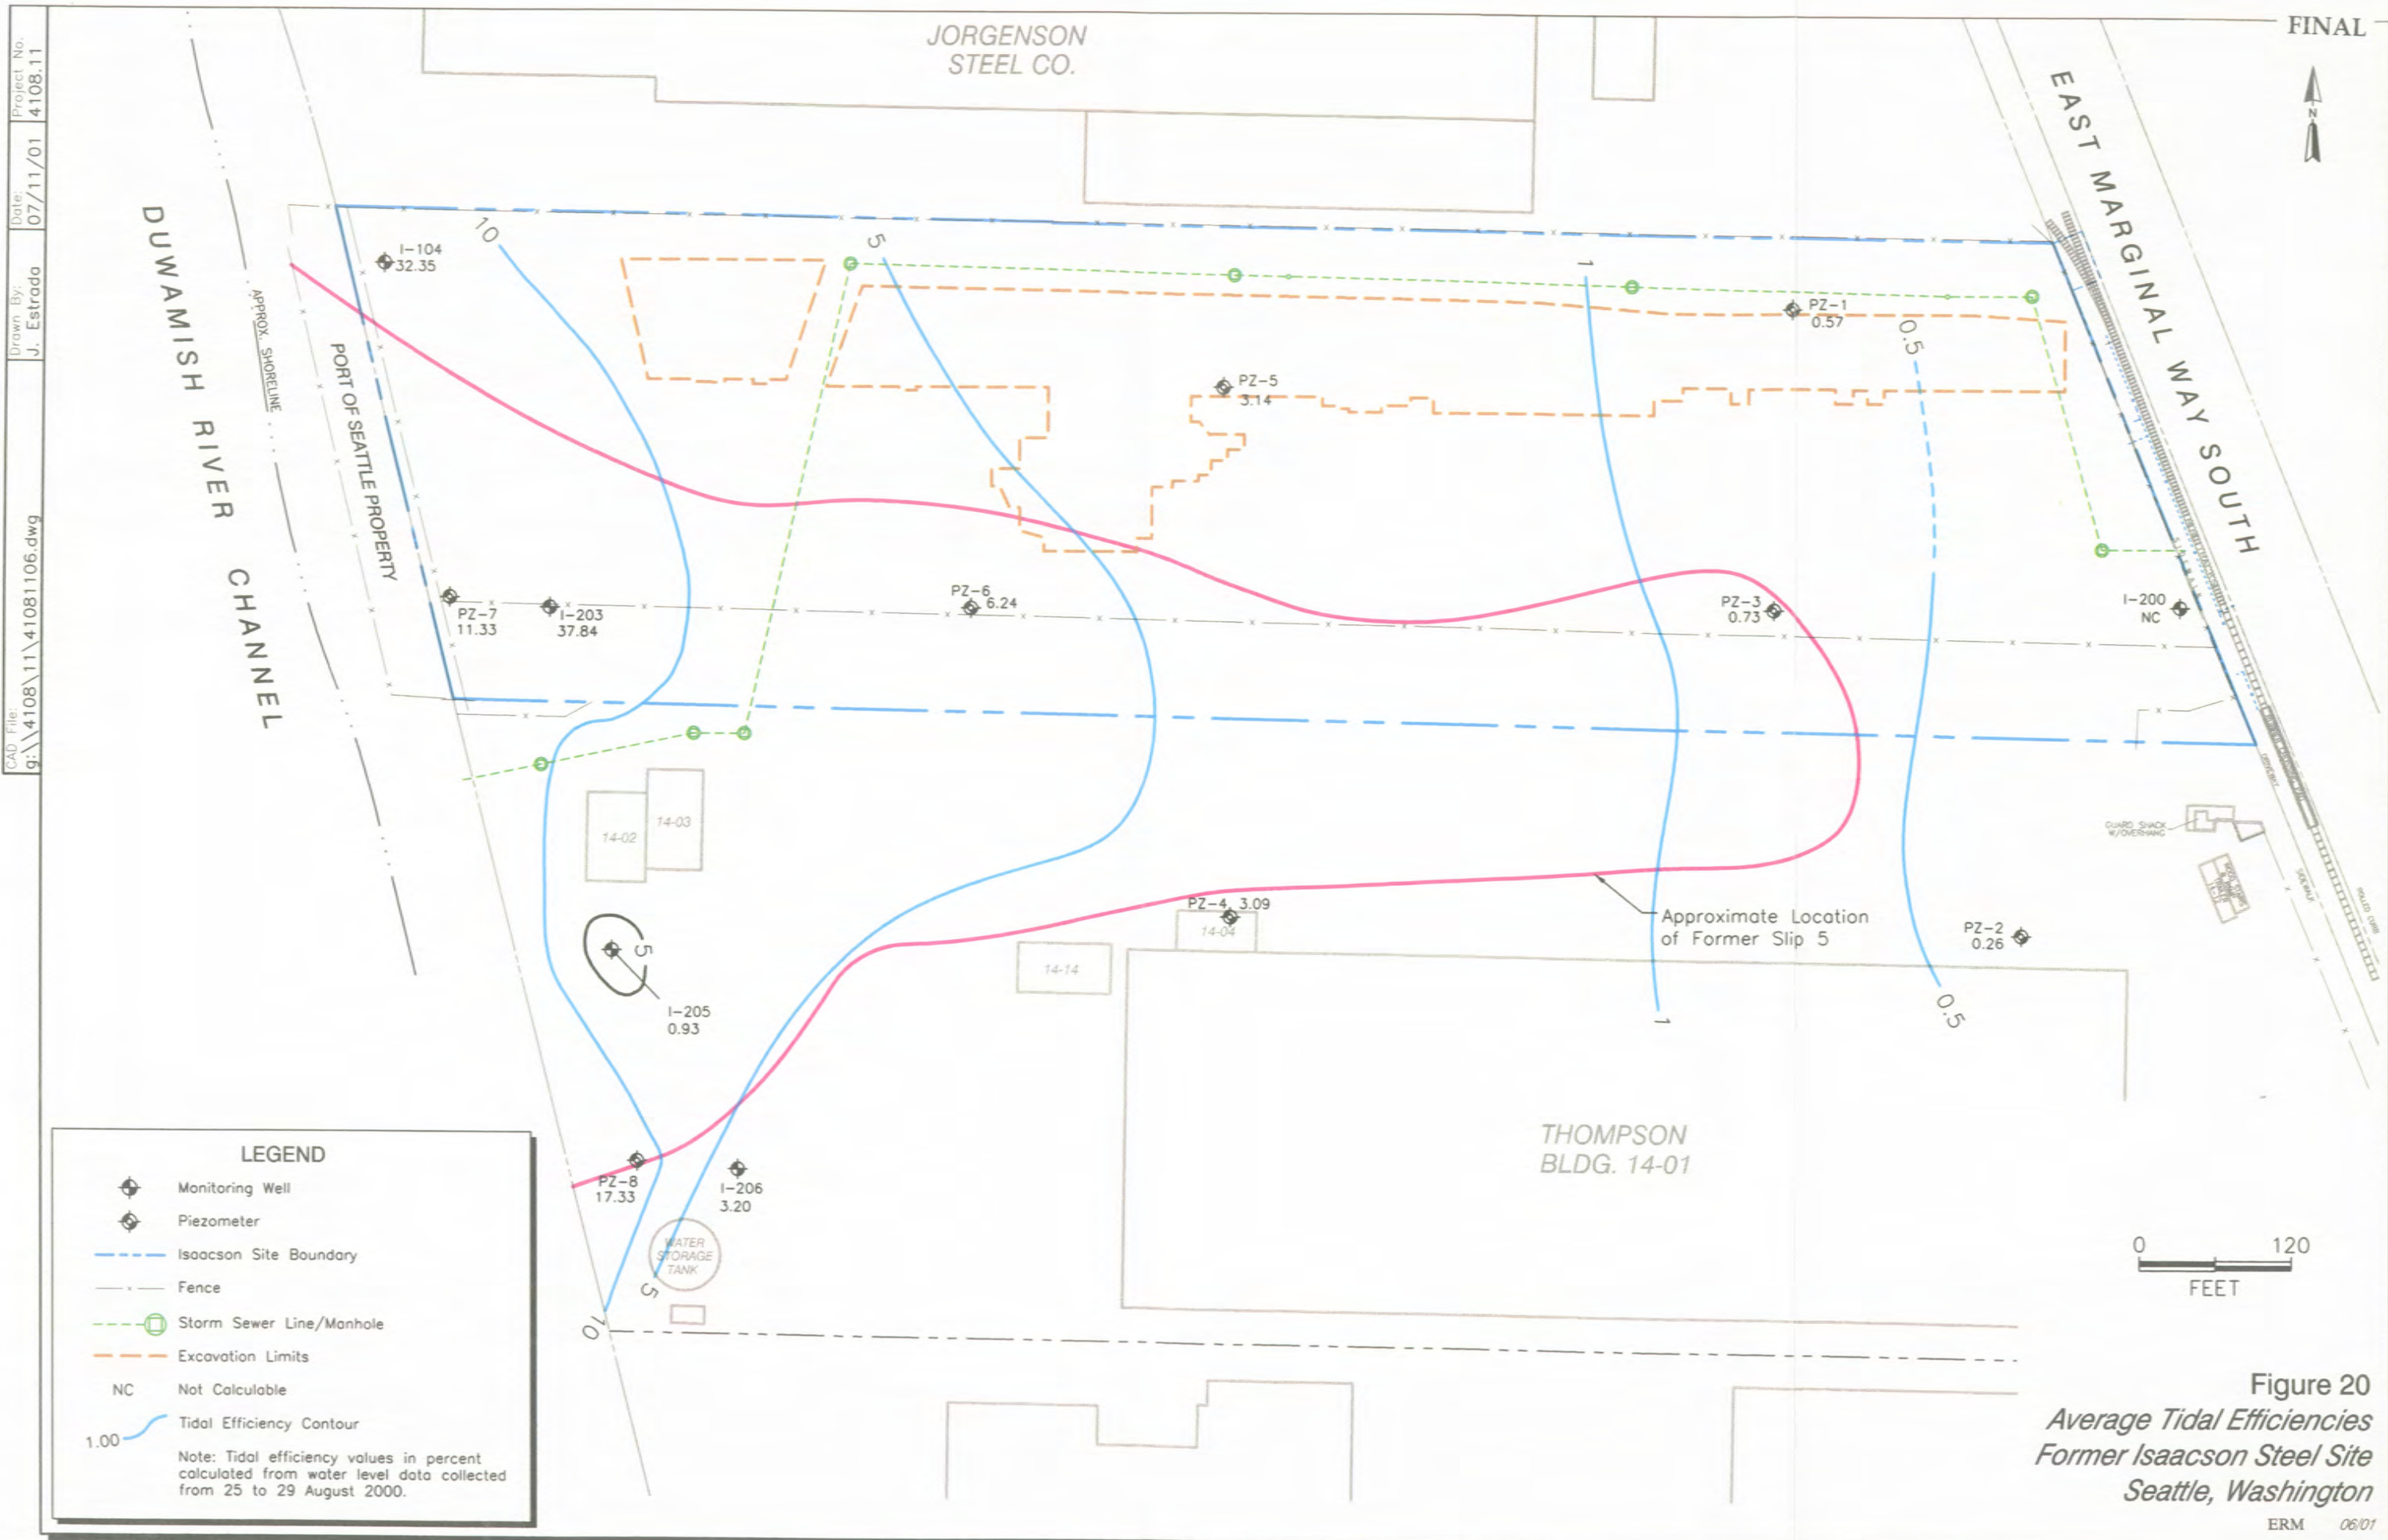 FINAL
Project No.
4108.11
Date:
07/11/01
Drawn By:
J. Estrada
CAD File:
g:\\4108\11\41081106.dwg
JORGENSON
STEEL CO.
N
EAST MARGINAL WAY SOUTH
DUWAMISH RIVER CHANNEL
APPROX. SHORELINE
PORT OF SEATTLE PROPERTY
I-104
32.35
10
5
1
PZ-1
0.57
0.5
PZ-5
3.14
PZ-7
11.33
I-203
37.84
PZ-6
6.24
PZ-3
0.73
I-200
NC
SIDEWALK
14-02
14-03
5
I-205
0.93
PZ-4 3.09
14-04
14-14
Approximate Location
of Former Slip 5
PZ-2
0.26
GUARD SHACK
W/OVERHANG
SIDEWALK
ROLLED CURB
1
0.5
PZ-8
17.33
I-206
3.20
WATER
STORAGE
TANK
5
10
THOMPSON
BLDG. 14-01
0 120
FEET
LEGEND
Monitoring Well
Piezometer
Isaacson Site Boundary
Fence
Storm Sewer Line/Manhole
Excavation Limits
NC Not Calculable
1.00 Tidal Efficiency Contour
Note: Tidal efficiency values in percent
calculated from water level data collected
from 25 to 29 August 2000.
Figure 20
Average Tidal Efficiencies
Former Isaacson Steel Site
Seattle, Washington
ERM 06/01